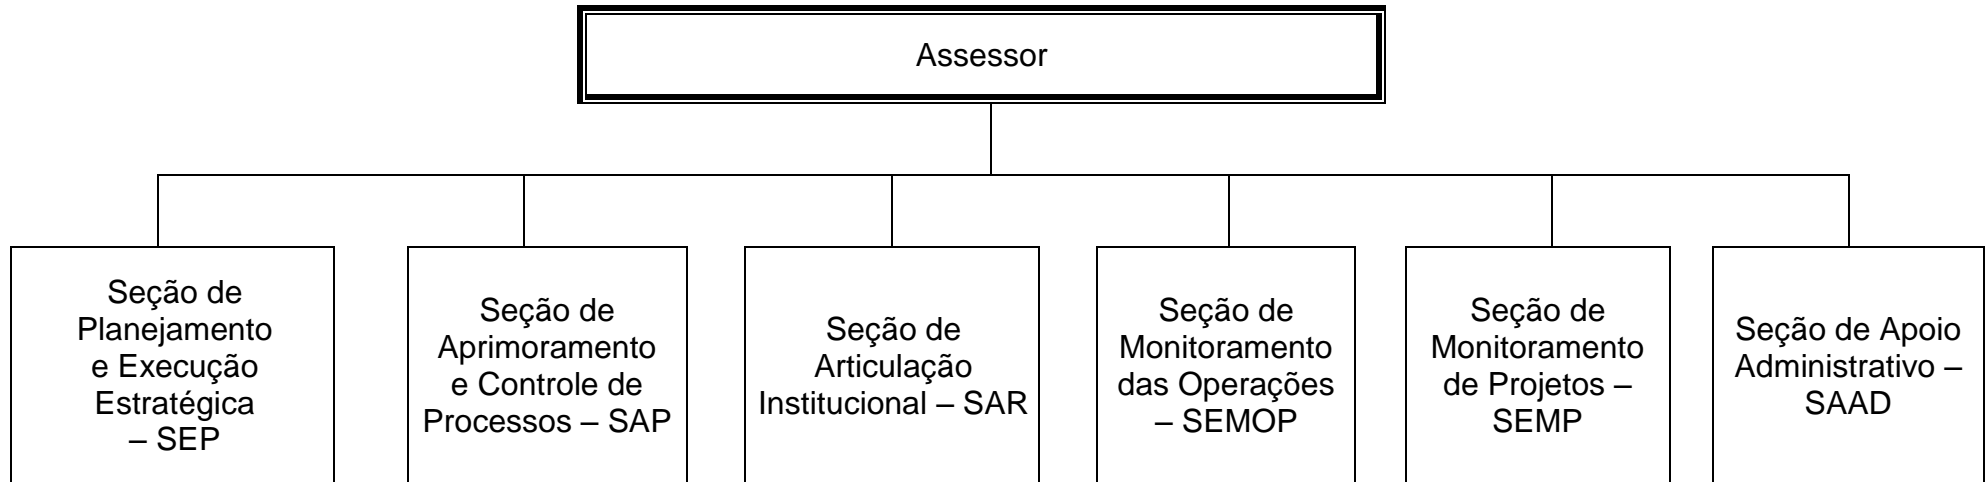 Assessor
Seção de
Planejamento
e Execução
Estratégica
– SEP
Seção de
Aprimoramento
e Controle de
Processos – SAP
Seção de
Articulação
Institucional – SAR
Seção de
Monitoramento
das Operações
– SEMOP
Seção de
Monitoramento
de Projetos –
SEMP
Seção de Apoio
Administrativo –
SAAD